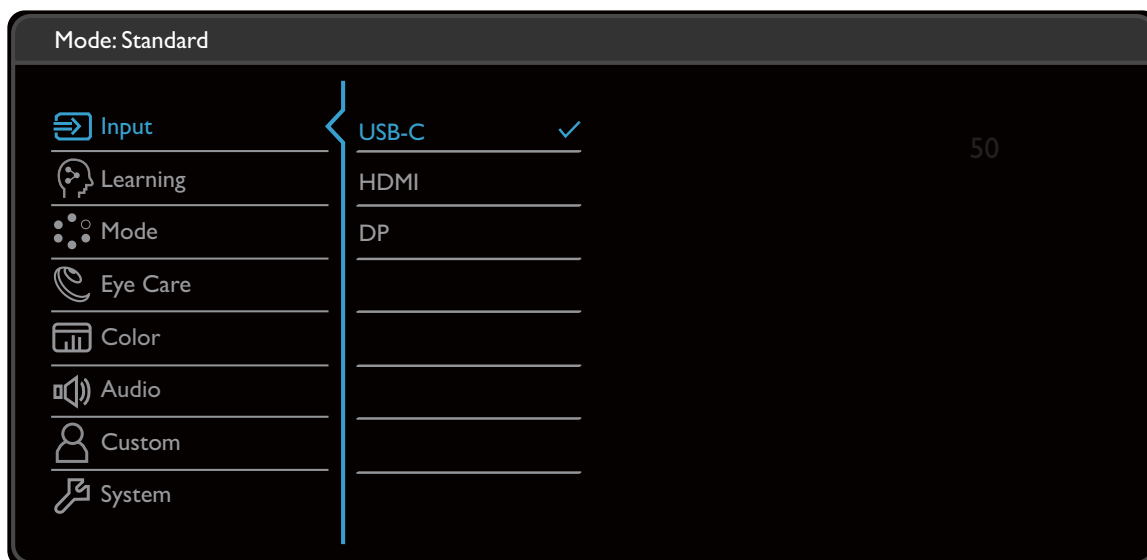 Mode: Standard
Input
Learning
Mode
Eye Care
Color
Audio
Custom
System
USB-C
HDMI
DP
50